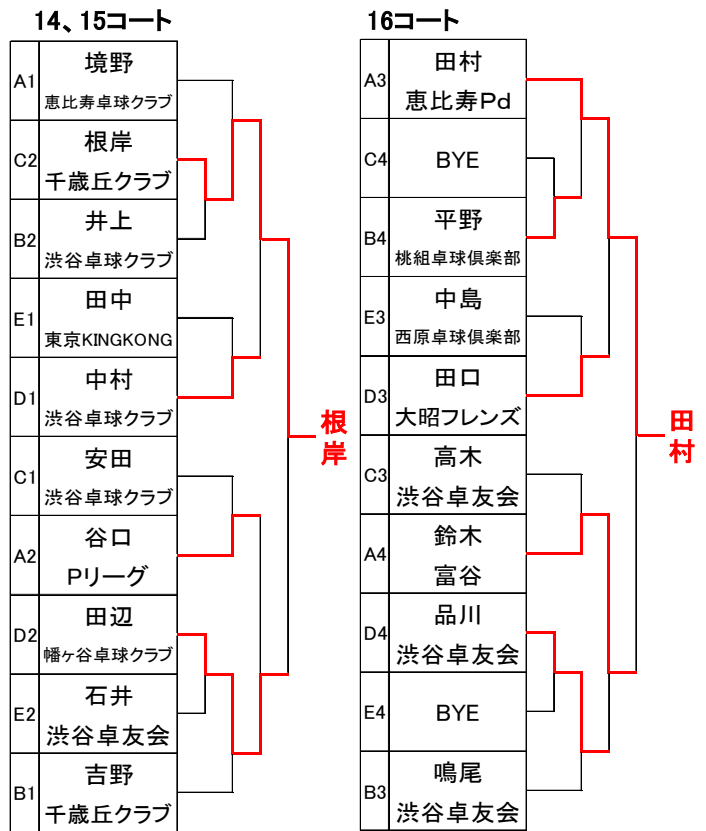 14、15コート
A1
境野
恵比寿卓球クラブ
C2
根岸
千歳丘クラブ
B2
井上
渋谷卓球クラブ
E1
田中
東京KINGKONG
D1
中村
渋谷卓球クラブ
C1
安田
渋谷卓球クラブ
A2
谷口
Pリーグ
D2
田辺
幡ヶ谷卓球クラブ
E2
石井
渋谷卓友会
B1
吉野
千歳丘クラブ
根岸
16コート
A3
田村
恵比寿Pd
C4
BYE
B4
平野
桃組卓球倶楽部
E3
中島
西原卓球倶楽部
D3
田口
大昭フレンズ
C3
高木
渋谷卓友会
A4
鈴木
富谷
D4
品川
渋谷卓友会
E4
BYE
B3
鳴尾
渋谷卓友会
田村